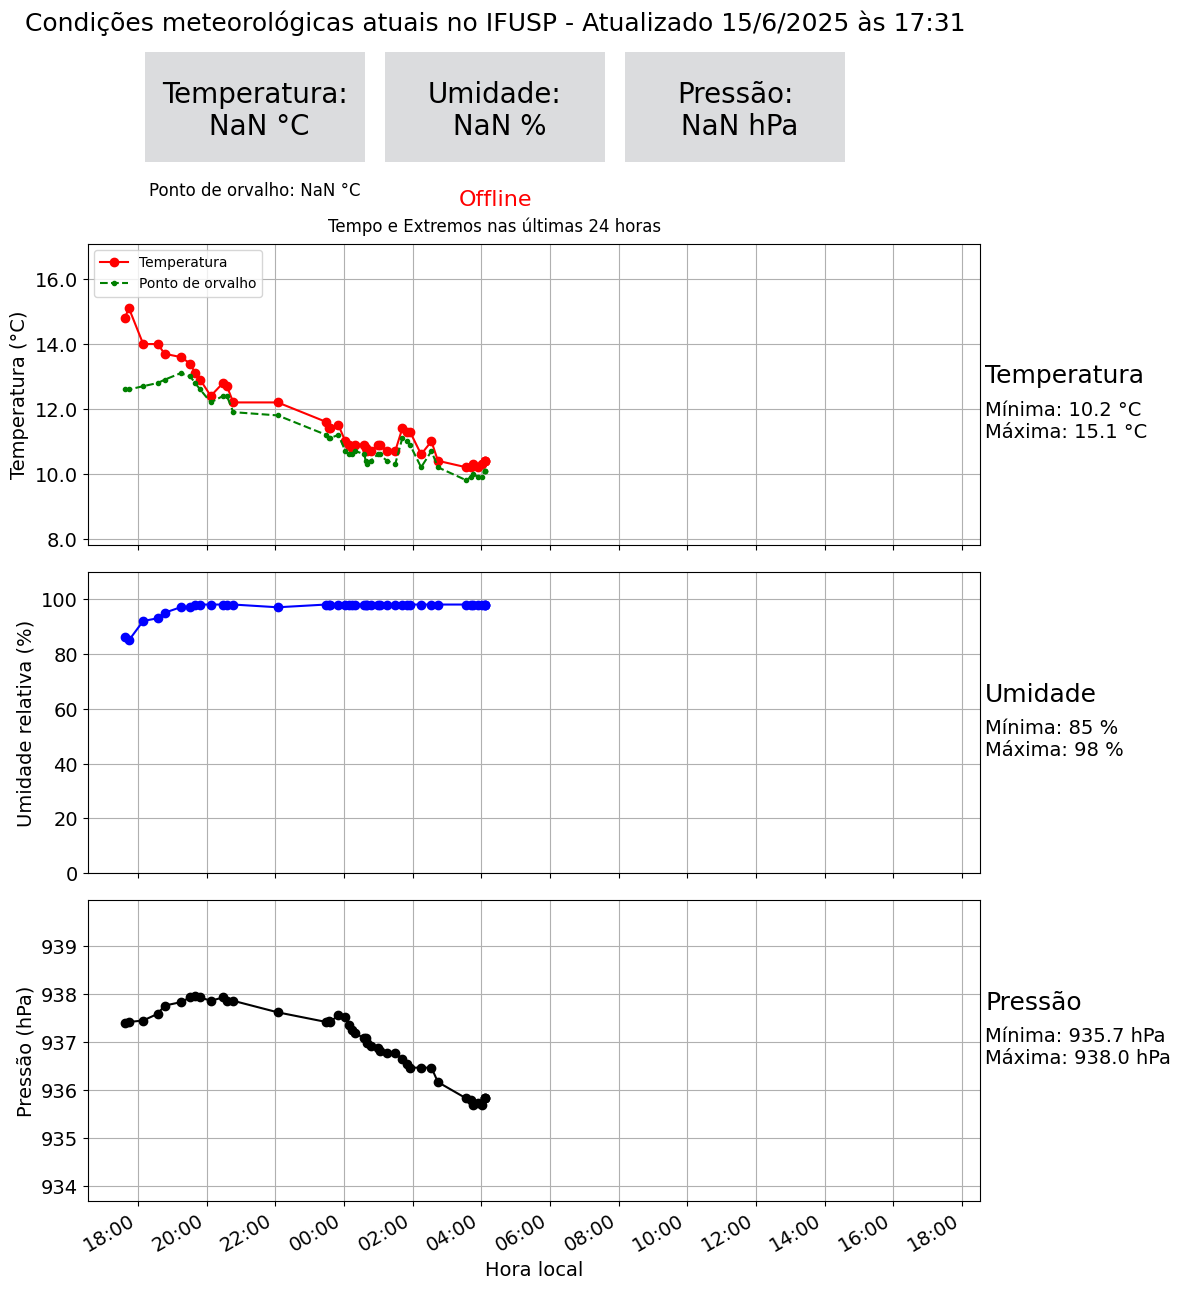 Condições meteorológicas atuais no IFUSP - Atualizado 15/6/2025 às 17:31
Temperatura:
NaN °C
Umidade:
NaN %
Pressão:
NaN hPa
Ponto de orvalho: NaN °C
Offline
Tempo e Extremos nas últimas 24 horas
Temperatura
Ponto de orvalho
Temperatura (°C)
16.0
14.0
12.0
10.0
8.0
Temperatura
Mínima: 10.2 °C
Máxima: 15.1 °C
Umidade relativa (%)
100
80
60
40
20
0
Umidade
Mínima: 85 %
Máxima: 98 %
Pressão (hPa)
939
938
937
936
935
934
Pressão
Mínima: 935.7 hPa
Máxima: 938.0 hPa
18:00
20:00
22:00
00:00
02:00
04:00
06:00
08:00
10:00
12:00
14:00
16:00
18:00
Hora local